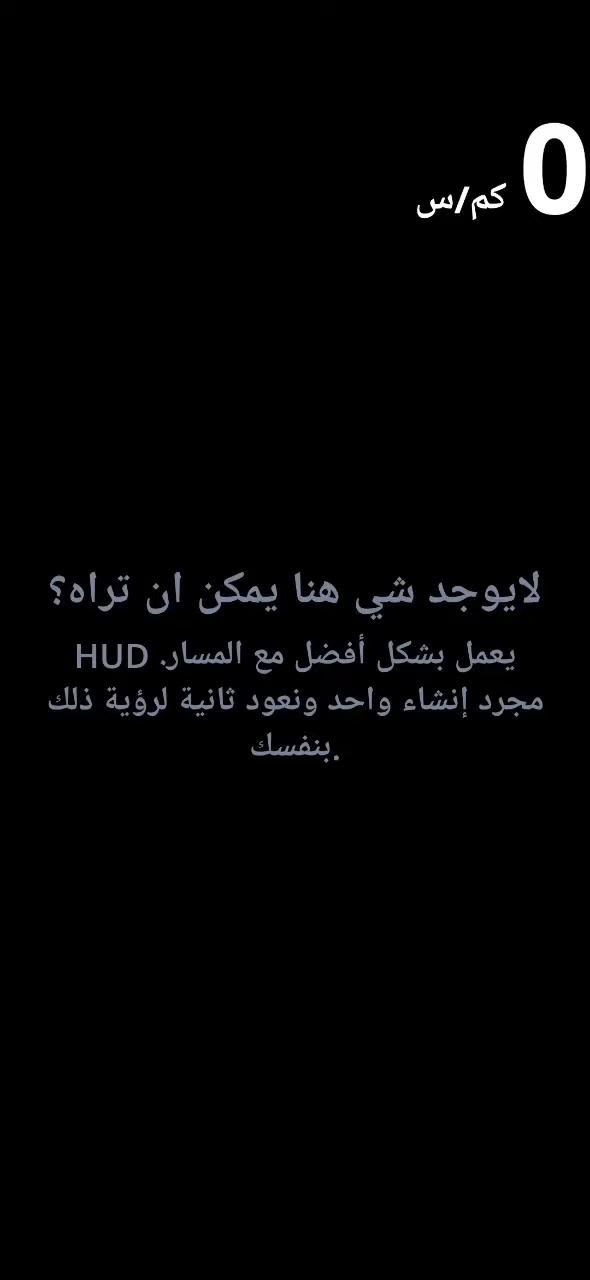 0 كم/س
لايوجد شي هنا يمكن ان تراه؟
يعمل بشكل أفضل مع المسار. HUD
مجرد إنشاء واحد ونعود ثانية لرؤية ذلك
.بنفسك